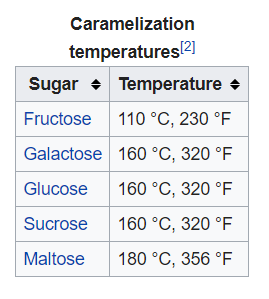 Caramelization
temperatures[2]
Sugar Temperature
Fructose 110 °C, 230 °F
Galactose 160 °C, 320 °F
Glucose 160 °C, 320 °F
Sucrose 160 °C, 320 °F
Maltose 180 °C, 356 °F